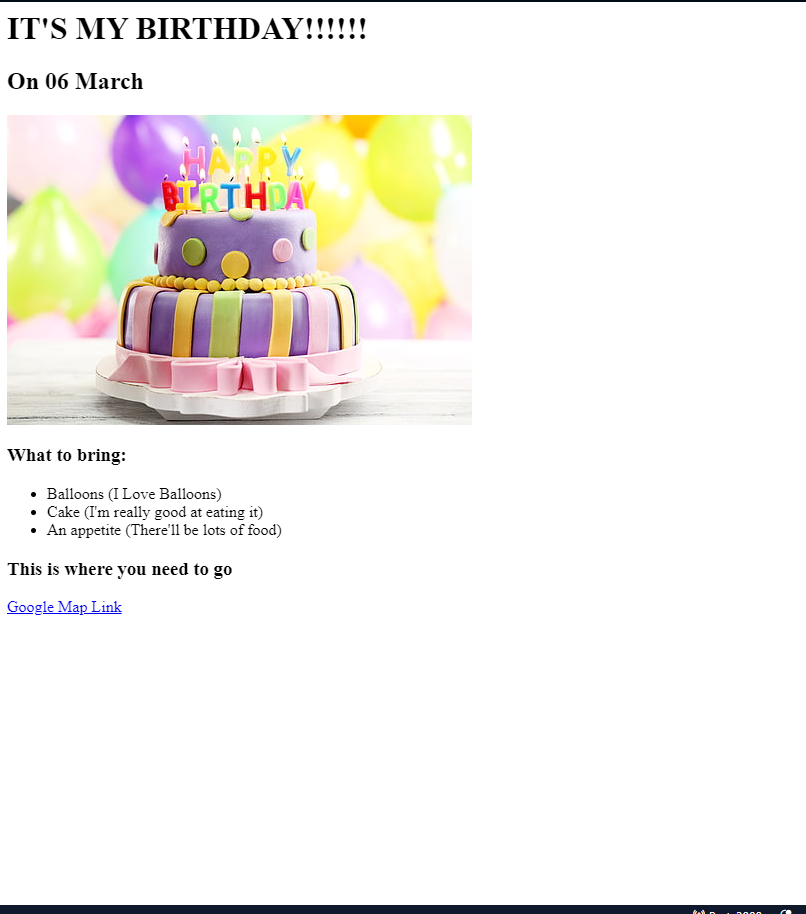 IT'S MY BIRTHDAY!!!!!!
On 06 March
HAPPY
BIRTHDAY
What to bring:
Balloons (I Love Balloons)
Cake (I'm really good at eating it)
An appetite (There'll be lots of food)
This is where you need to go
Google Map Link